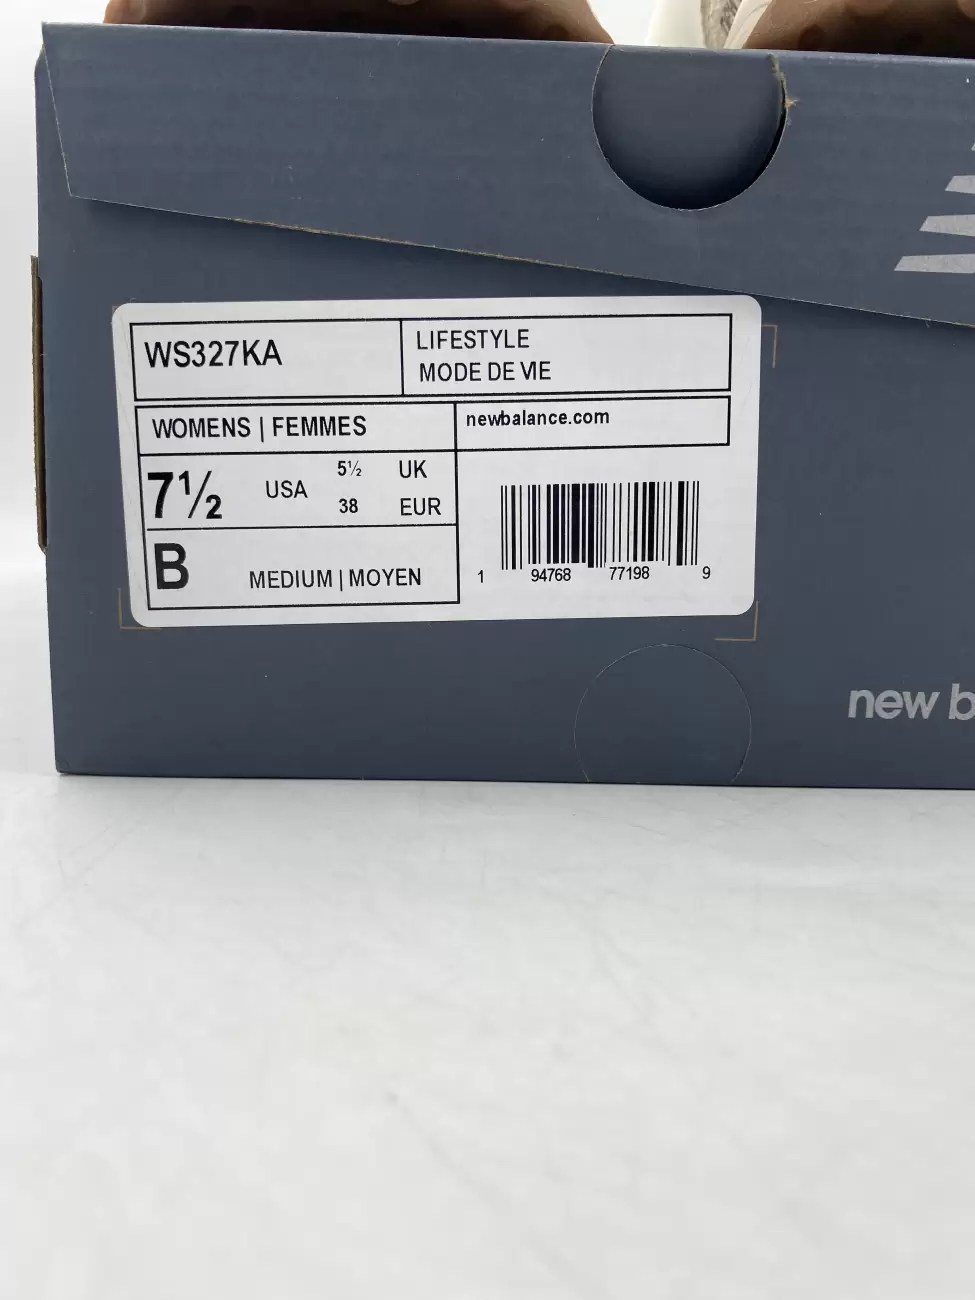 WS327KA
LIFESTYLE
MODE DE VIE
WOMENS | FEMMES
newbalance.com
7½ USA 5½ UK
38 EUR
B MEDIUM | MOYEN
1 94768 77198 9
new b